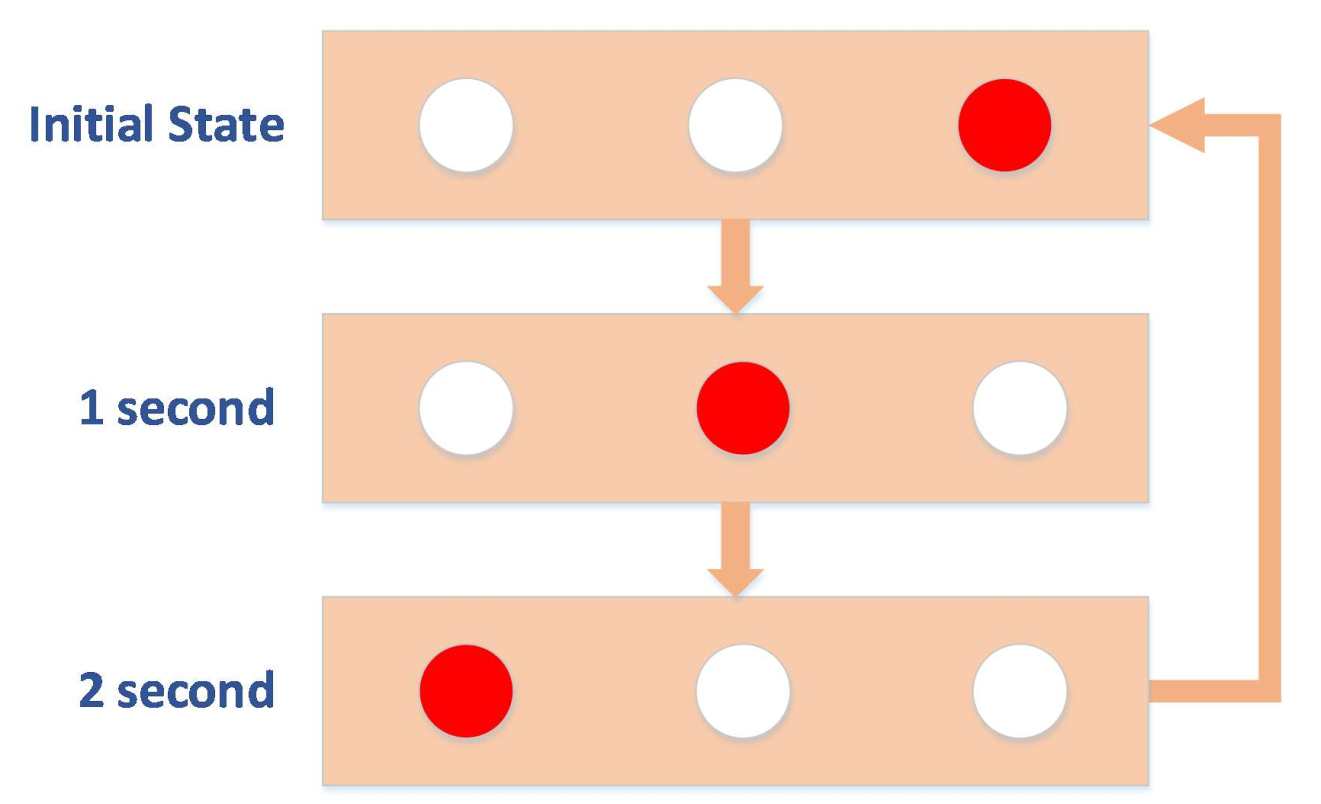 Initial State
1 second
2 second